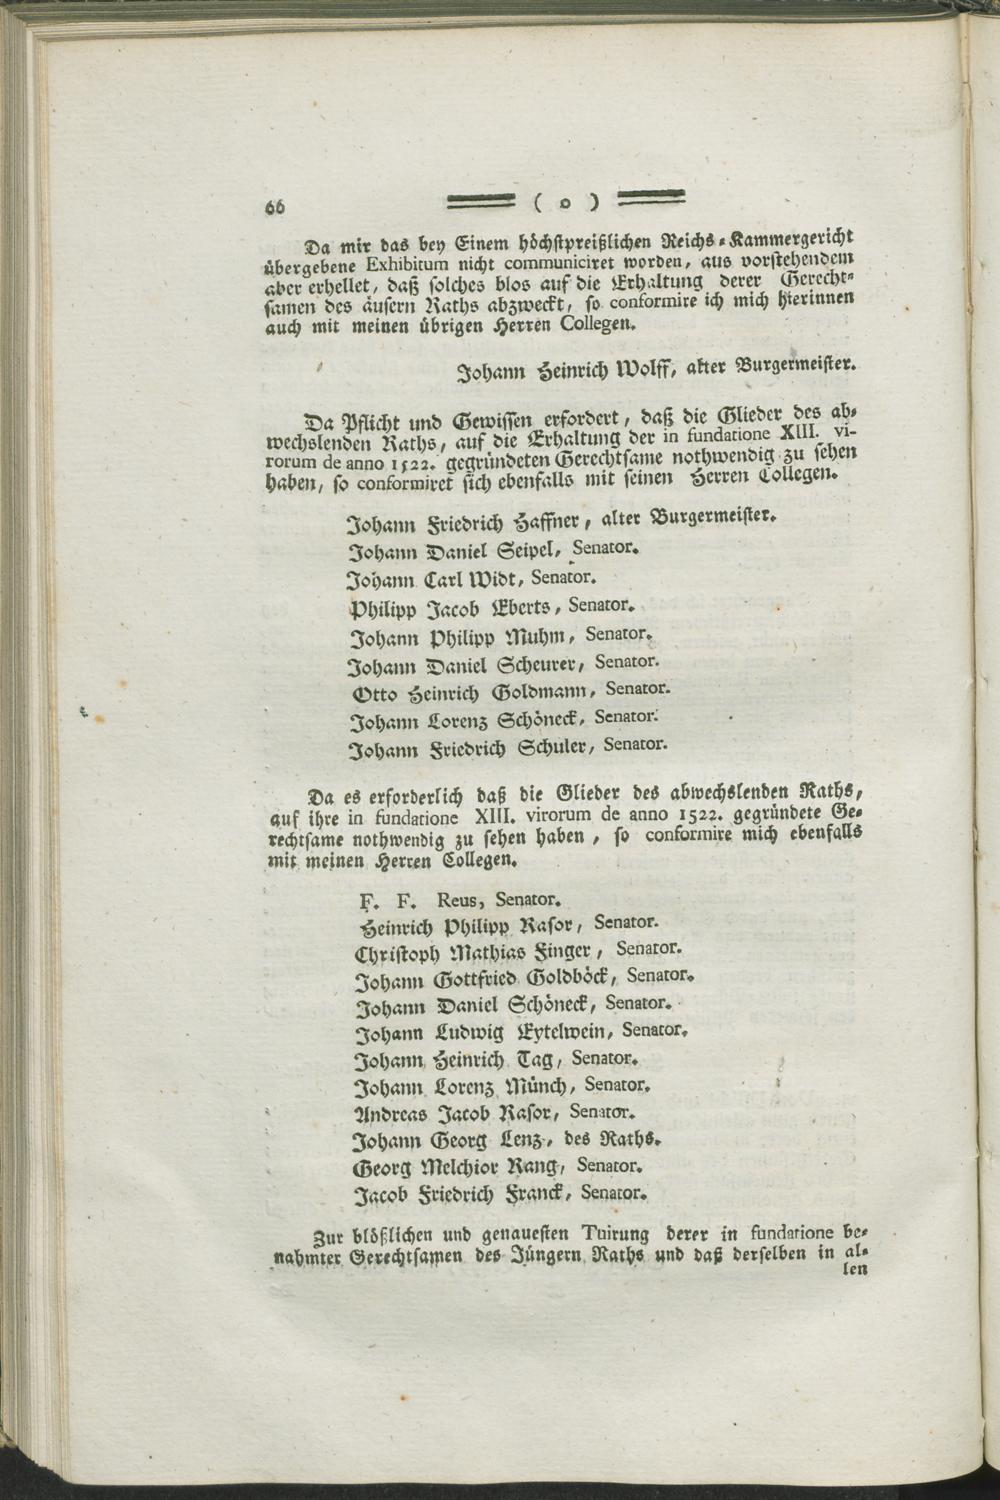 66 ( o )
Da mir das bey Einem höchstpreißlichen Reichs-Kammergericht
übergebene Exhibitum nicht communiciret worden, aus vorstehendem
aber erhellet, daß solches blos auf die Erhaltung derer Gerecht-
samen des äusern Raths abzweckt, so conformire ich mich hierinnen
auch mit meinen übrigen Herren Collegen.
Johann Heinrich Wolff, alter Burgermeister.
Da Pflicht und Gewissen erfordert, daß die Glieder des ab-
wechslenden Raths, auf die Erhaltung der in fundatione XIII. vi-
rorum de anno 1522. gegründeten Gerechtsame nothwendig zu sehen
haben, so conformiret sich ebenfalls mit seinen Herren Collegen.
Johann Friedrich Haffner, alter Burgermeister.
Johann Daniel Seipel, Senator.
Johann Carl Widt, Senator.
Philipp Jacob Eberts, Senator.
Johann Philipp Muhm, Senator.
Johann Daniel Scheurer, Senator.
Otto Heinrich Goldmann, Senator.
Johann Lorenz Schöneck, Senator.
Johann Friedrich Schuler, Senator.
Da es erforderlich daß die Glieder des abwechslenden Raths,
auf ihre in fundatione XIII. virorum de anno 1522. gegründete Ge-
rechtsame nothwendig zu sehen haben, so conformire mich ebenfalls
mit meinen Herren Collegen.
F. F. Reus, Senator.
Heinrich Philipp Rasor, Senator.
Christoph Mathias Finger, Senator.
Johann Gottfried Goldböck, Senator.
Johann Daniel Schöneck, Senator.
Johann Ludwig Eytelwein, Senator.
Johann Heinrich Tag, Senator.
Johann Lorenz Münch, Senator.
Andreas Jacob Rasor, Senator.
Johann Georg Lenz, des Raths.
Georg Melchior Rang, Senator.
Jacob Friedrich Franck, Senator.
Zur blößlichen und genauesten Tuirung derer in fundatione be-
nahmter Gerechtsamen des Jüngern Raths und daß derselben in al-
len